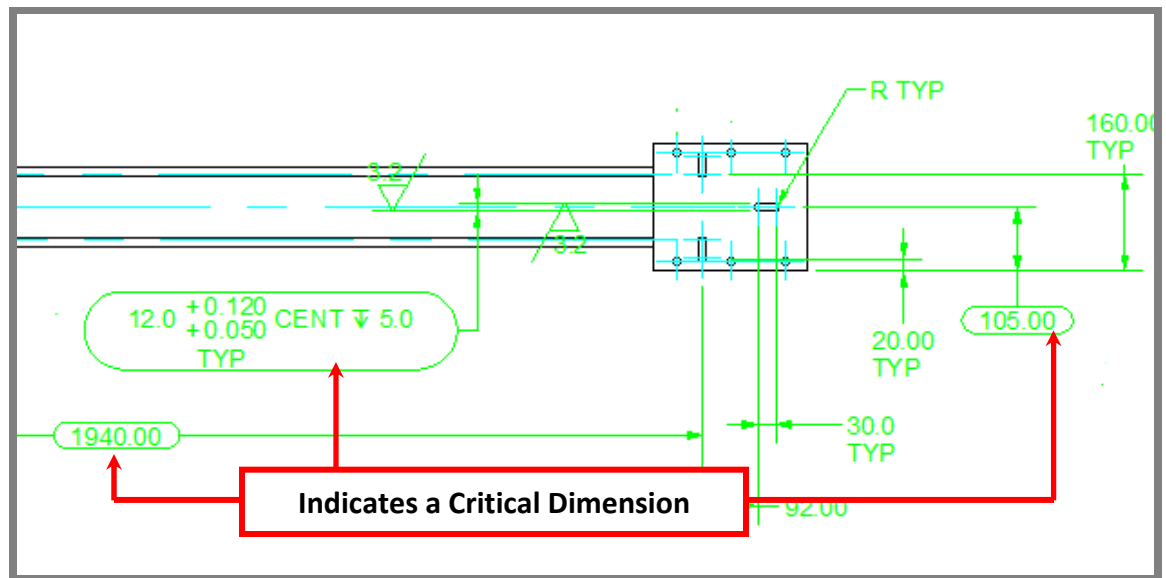 R TYP
160.00
TYP
3.2
3.2
12.0 +0.120 +0.050 CENT ↧ 5.0
TYP
105.00
20.00
TYP
1940.00
30.0
TYP
Indicates a Critical Dimension
92.00